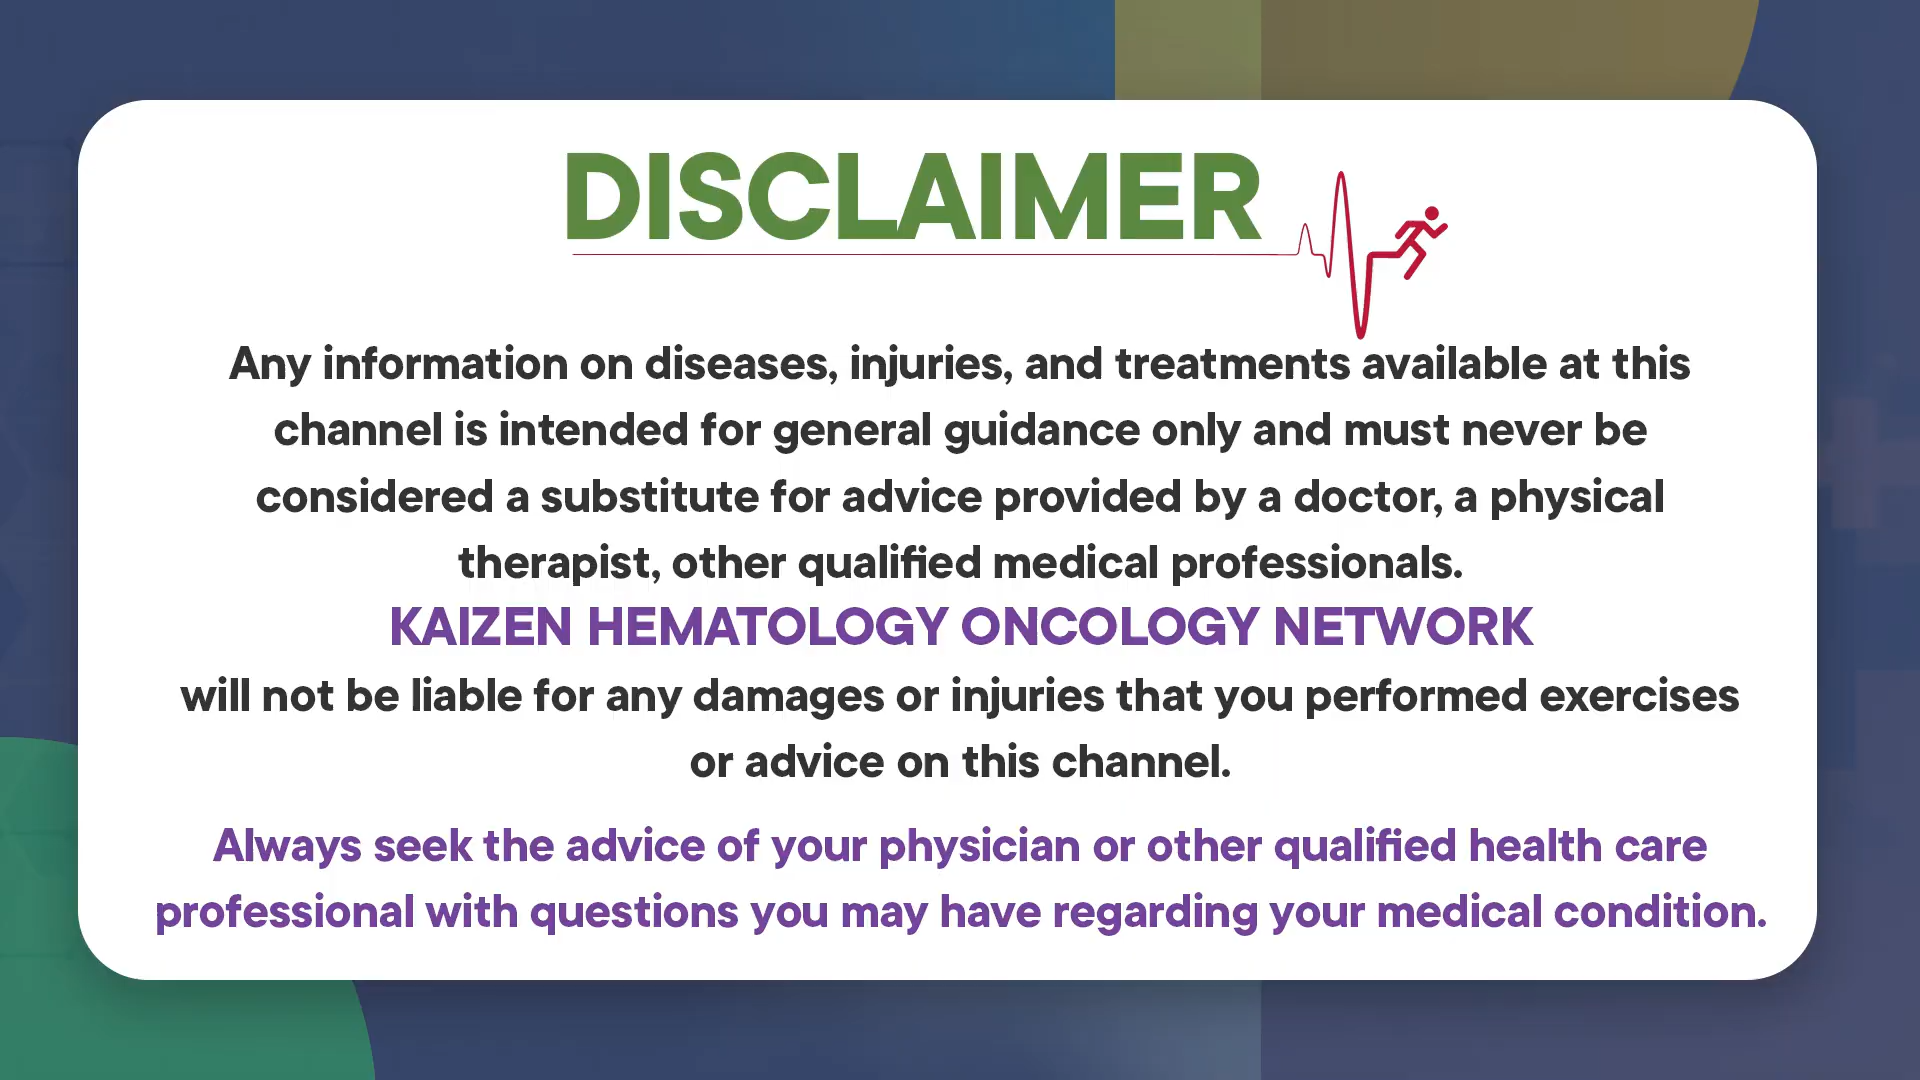 DISCLAIMER
Any information on diseases, injuries, and treatments available at this
channel is intended for general guidance only and must never be
considered a substitute for advice provided by a doctor, a physical
therapist, other qualified medical professionals.
KAIZEN HEMATOLOGY ONCOLOGY NETWORK
will not be liable for any damages or injuries that you performed exercises
or advice on this channel.
Always seek the advice of your physician or other qualified health care
professional with questions you may have regarding your medical condition.